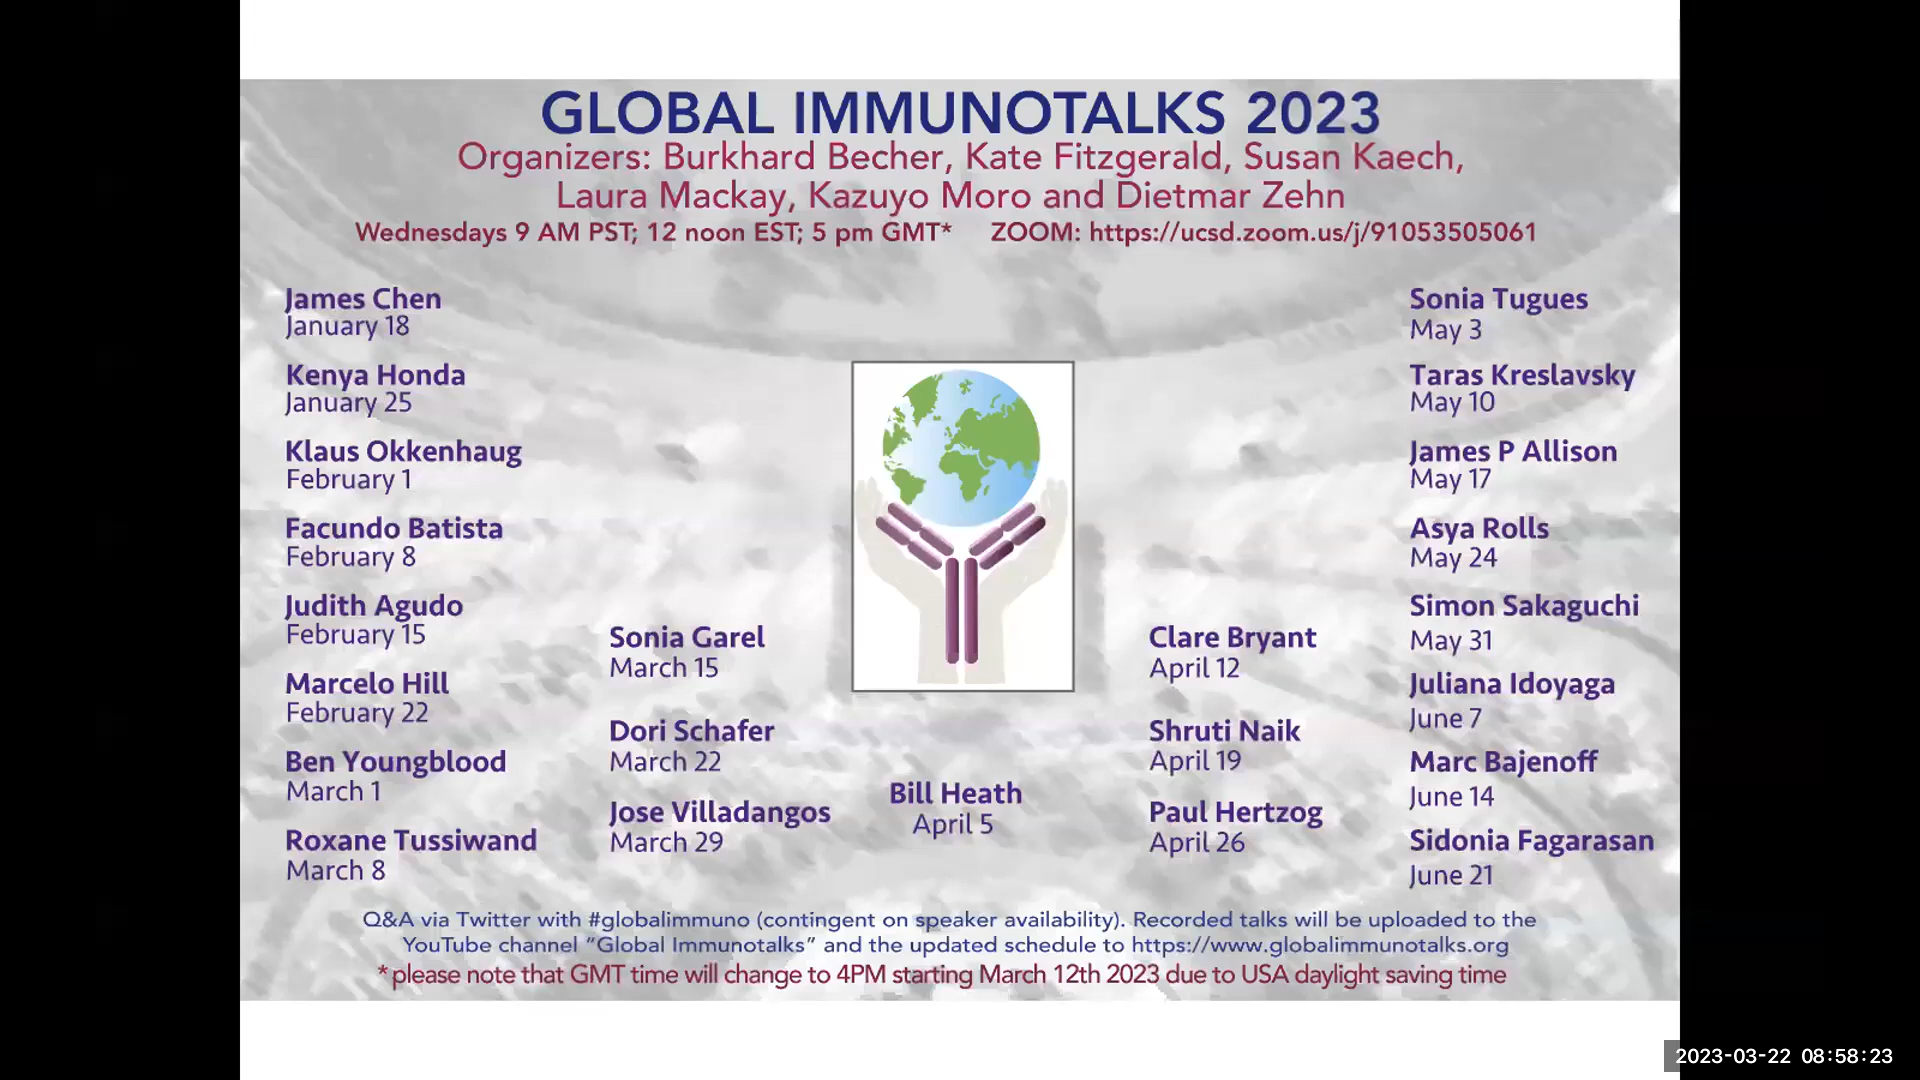 GLOBAL IMMUNOTALKS 2023
Organizers: Burkhard Becher, Kate Fitzgerald, Susan Kaech,
Laura Mackay, Kazuyo Moro and Dietmar Zehn
Wednesdays 9 AM PST; 12 noon EST; 5 pm GMT* ZOOM: https://ucsd.zoom.us/j/91053505061
James Chen
January 18
Kenya Honda
January 25
Klaus Okkenhaug
February 1
Facundo Batista
February 8
Judith Agudo
February 15
Marcelo Hill
February 22
Ben Youngblood
March 1
Roxane Tussiwand
March 8
Sonia Garel
March 15
Dori Schafer
March 22
Jose Villadangos
March 29
Bill Heath
April 5
Clare Bryant
April 12
Shruti Naik
April 19
Paul Hertzog
April 26
Sonia Tugues
May 3
Taras Kreslavsky
May 10
James P Allison
May 17
Asya Rolls
May 24
Simon Sakaguchi
May 31
Juliana Idoyaga
June 7
Marc Bajenoff
June 14
Sidonia Fagarasan
June 21
Q&A via Twitter with #globalimmuno (contingent on speaker availability). Recorded talks will be uploaded to the
YouTube channel "Global Immunotalks" and the updated schedule to https://www.globalimmunotalks.org
*please note that GMT time will change to 4PM starting March 12th 2023 due to USA daylight saving time
2023-03-22 08:58:23